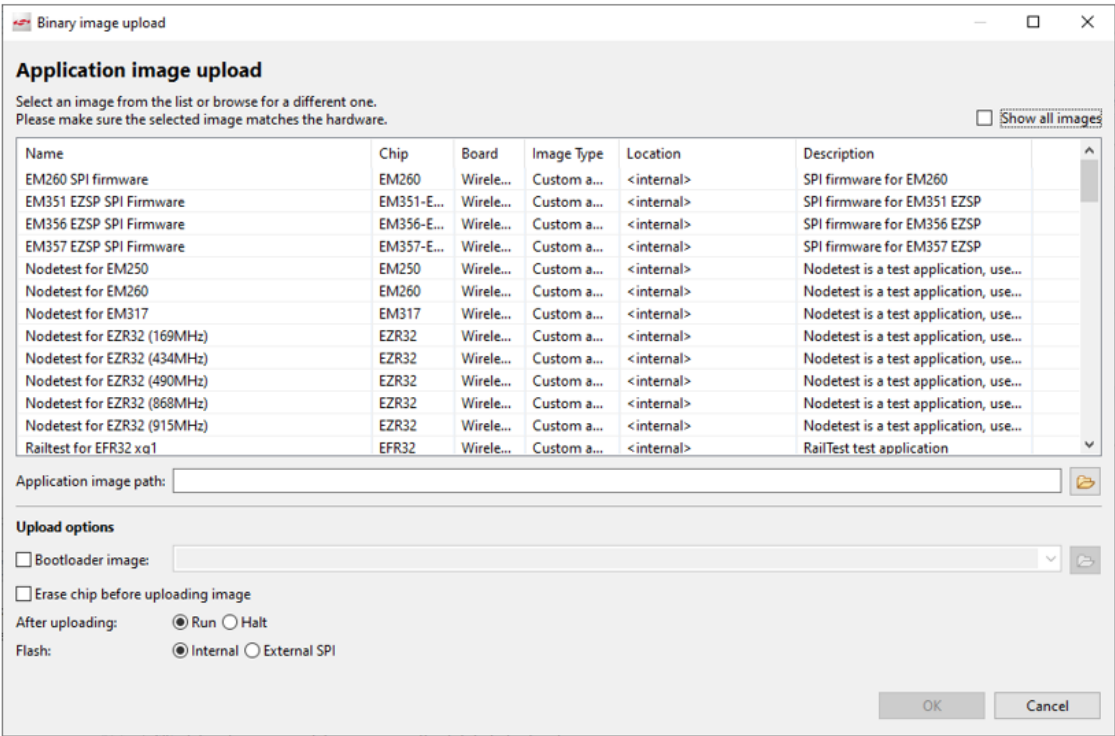 Binary image upload
Application image upload
Select an image from the list or browse for a different one.
Please make sure the selected image matches the hardware.
Show all images
Name Chip Board Image Type Location Description
EM260 SPI firmware EM260 Wirele... Custom a... <internal> SPI firmware for EM260
EM351 EZSP SPI Firmware EM351-E... Wirele... Custom a... <internal> SPI firmware for EM351 EZSP
EM356 EZSP SPI Firmware EM356-E... Wirele... Custom a... <internal> SPI firmware for EM356 EZSP
EM357 EZSP SPI Firmware EM357-E... Wirele... Custom a... <internal> SPI firmware for EM357 EZSP
Nodetest for EM250 EM250 Wirele... Custom a... <internal> Nodetest is a test application, use...
Nodetest for EM260 EM260 Wirele... Custom a... <internal> Nodetest is a test application, use...
Nodetest for EM317 EM317 Wirele... Custom a... <internal> Nodetest is a test application, use...
Nodetest for EZR32 (169MHz) EZR32 Wirele... Custom a... <internal> Nodetest is a test application, use...
Nodetest for EZR32 (434MHz) EZR32 Wirele... Custom a... <internal> Nodetest is a test application, use...
Nodetest for EZR32 (490MHz) EZR32 Wirele... Custom a... <internal> Nodetest is a test application, use...
Nodetest for EZR32 (868MHz) EZR32 Wirele... Custom a... <internal> Nodetest is a test application, use...
Nodetest for EZR32 (915MHz) EZR32 Wirele... Custom a... <internal> Nodetest is a test application, use...
Railtest for EFR32 xg1 EFR32 Wirele... Custom a... <internal> RailTest test application
Application image path:
Upload options
Bootloader image:
Erase chip before uploading image
After uploading: Run Halt
Flash: Internal External SPI
OK Cancel